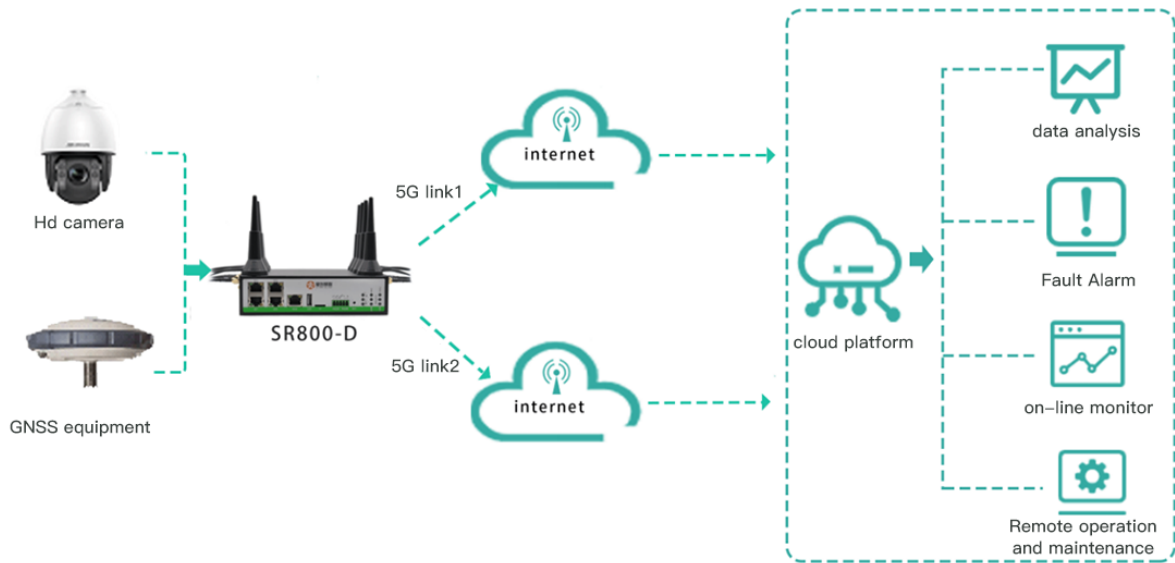 Hd camera
GNSS equipment
SR800-D
5G link1
5G link2
internet
internet
cloud platform
data analysis
Fault Alarm
on-line monitor
Remote operation
and maintenance